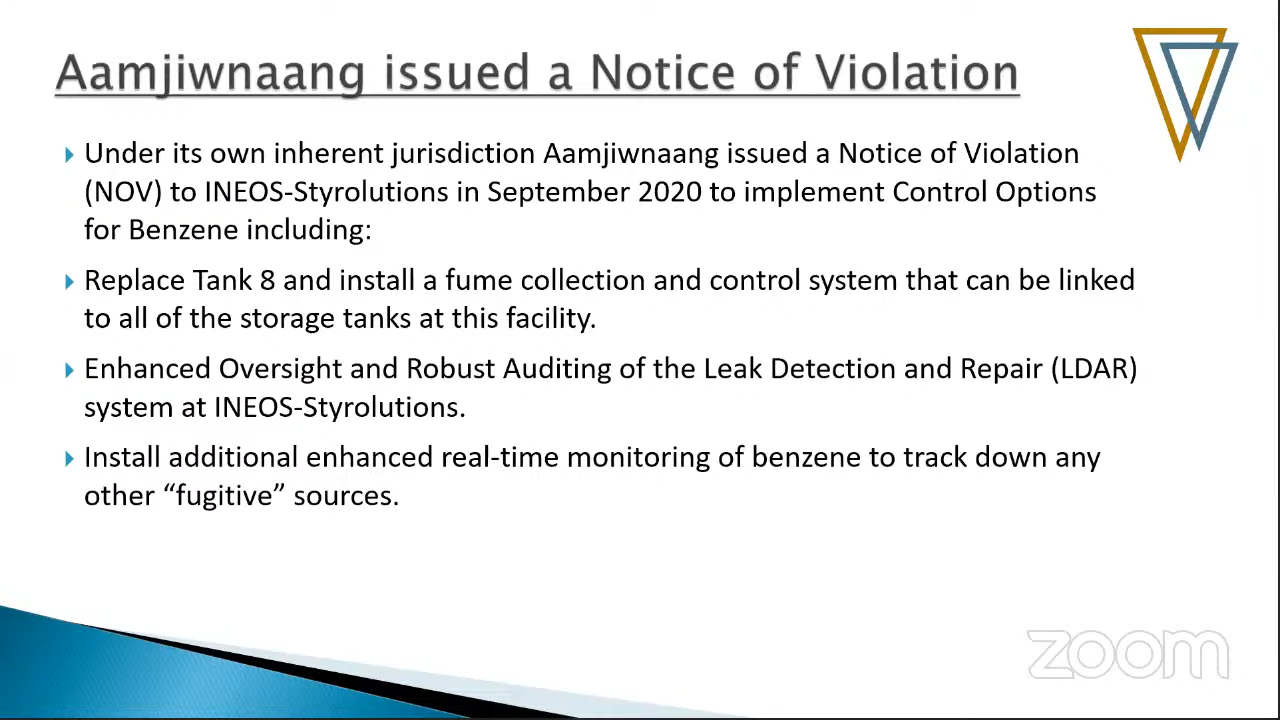 Aamjiwnaang issued a Notice of Violation
Under its own inherent jurisdiction Aamjiwnaang issued a Notice of Violation
(NOV) to INEOS-Styrolutions in September 2020 to implement Control Options
for Benzene including:
Replace Tank 8 and install a fume collection and control system that can be linked
to all of the storage tanks at this facility.
Enhanced Oversight and Robust Auditing of the Leak Detection and Repair (LDAR)
system at INEOS-Styrolutions.
Install additional enhanced real-time monitoring of benzene to track down any
other “fugitive” sources.
zoom